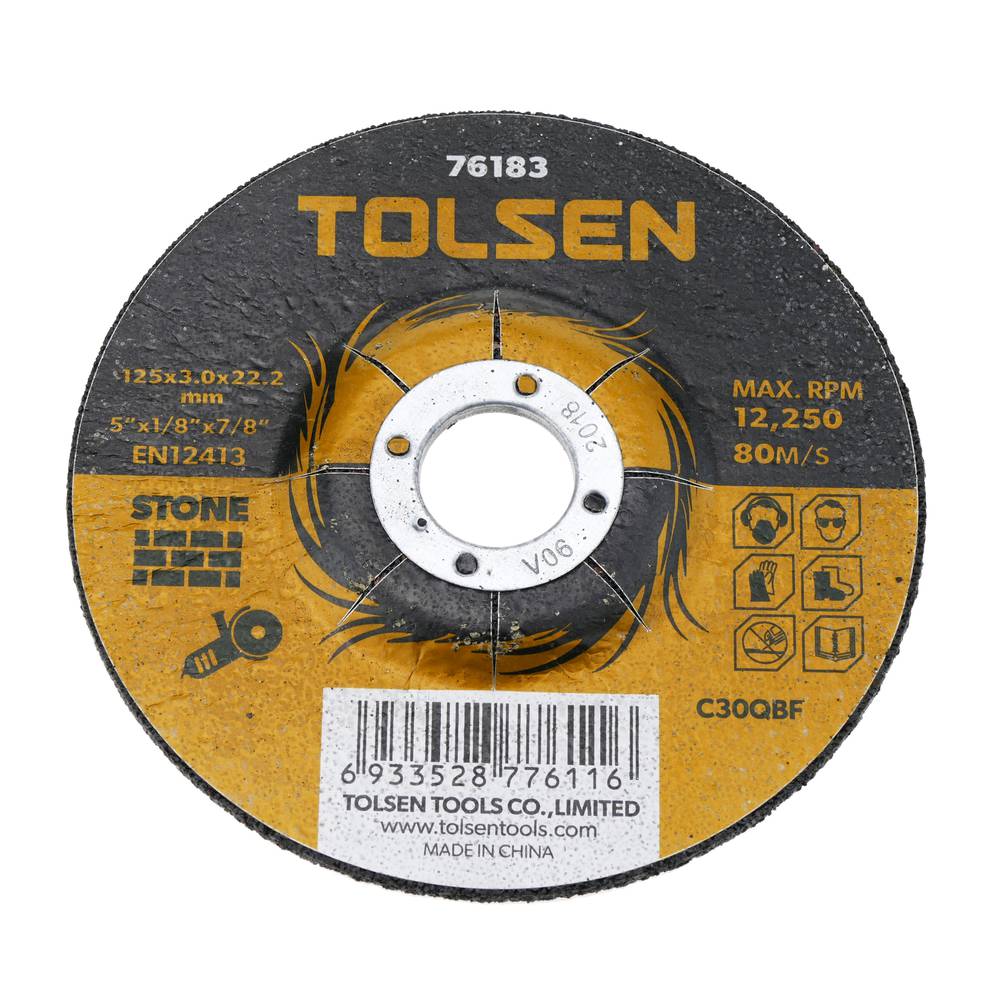 76183
TOLSEN
125x3.0x22.2
mm
5"x1/8"x7/8"
EN12413
MAX. RPM
12,250
80M/S
2018
V06
STONE
C30QBF
6 933528 776116
TOLSEN TOOLS CO.,LIMITED
www.tolsentools.com
MADE IN CHINA